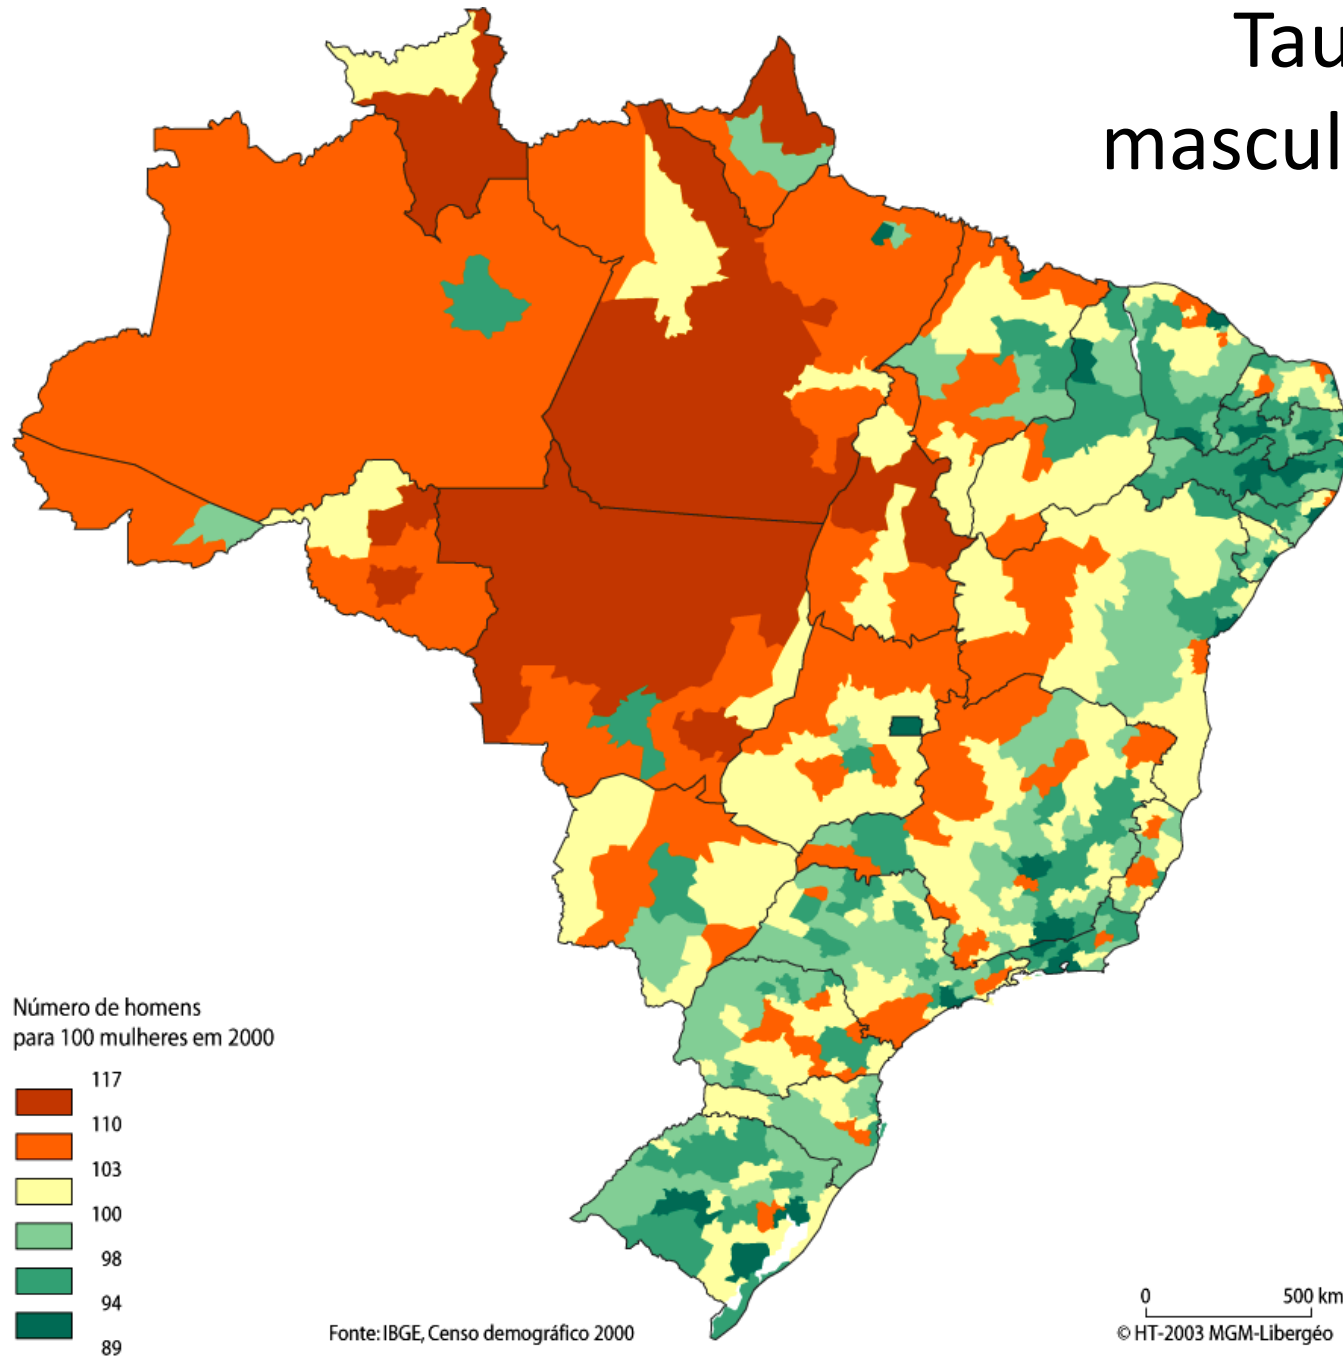 Tau
mascul
Número de homens
para 100 mulheres em 2000
117
110
103
100
98
94
89
Fonte: IBGE, Censo demográfico 2000
0 500 km
© HT-2003 MGM-Libergéo